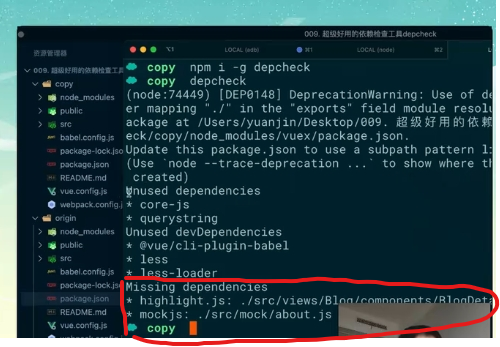 009. 超级好用的依赖检查工具depcheck
资源管理器
LOCAL (edb)
⌘1
LOCAL (node)
⌘2
009. 超级好用的依赖检查工具
copy
node_modules
public
src
babel.config.js
package-lock.jso
package.json
README.md
vue.config.js
webpack.config.j
origin
node_modules
public
src
babel.config.js
package-lock.jso
package.json
README.md
vue.config.js
copy npm i -g depcheck
copy depcheck
(node:74449) [DEP0148] DeprecationWarning: Use of de
er mapping "./" in the "exports" field module resolu
ackage at /Users/yuanjin/Desktop/009. 超级好用的依赖
eck/copy/node_modules/vuex/package.json.
Update this package.json to use a subpath pattern li
(Use `node --trace-deprecation ...` to show where th
created)
Unused dependencies
* core-js
* querystring
Unused devDependencies
* @vue/cli-plugin-babel
* less
* less-loader
Missing dependencies
* highlight.js: ./src/views/Blog/components/BlogDeta
* mockjs: ./src/mock/about.js
copy